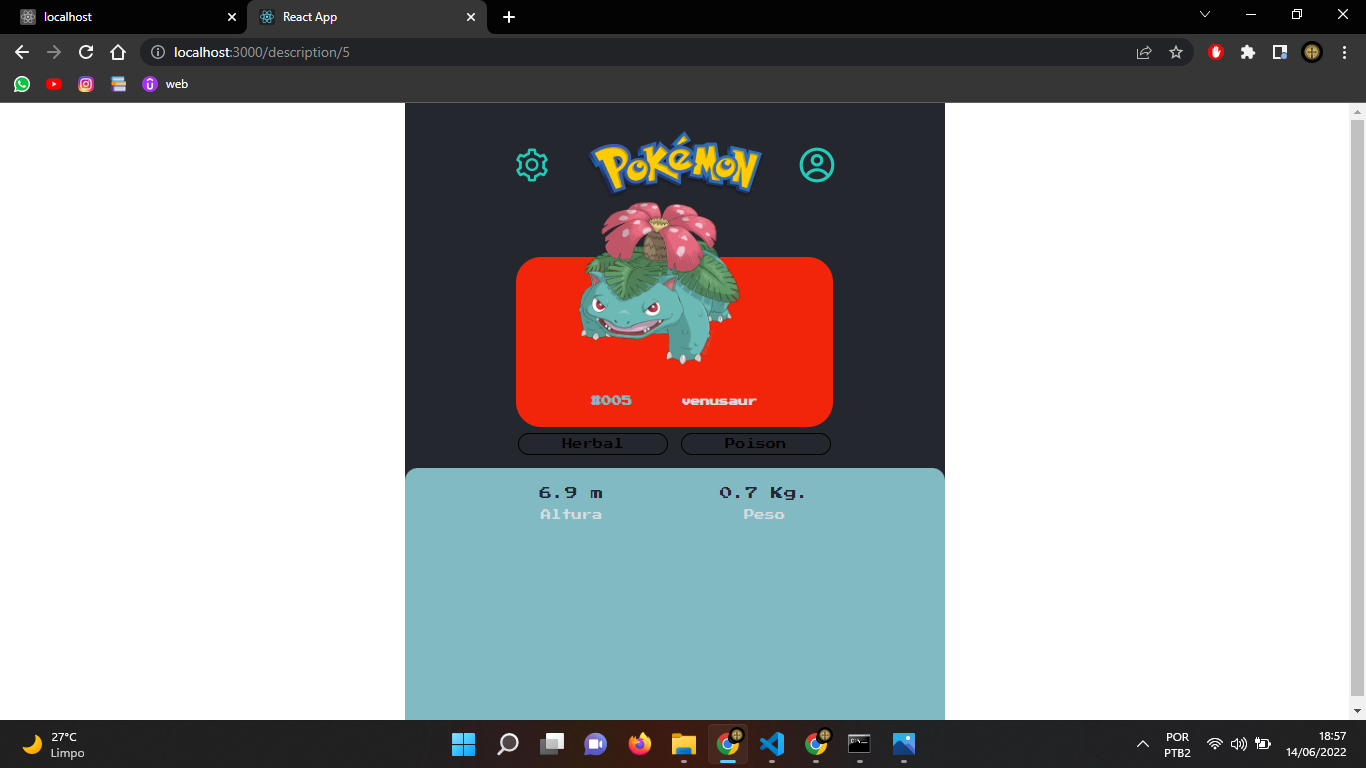 localhost
React App
localhost:3000/description/5
web
POKéMON
#005 venusaur
Herbal Poison
6.9 m 0.7 Kg.
Altura Peso
27°C
Limpo
POR
PTB2
18:57
14/06/2022